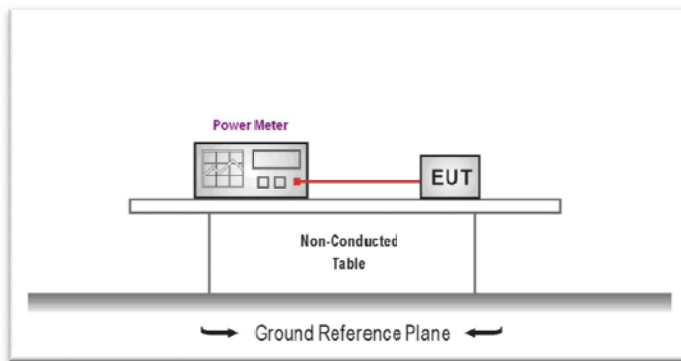 Power Meter
EUT
Non-Conducted
Table
Ground Reference Plane